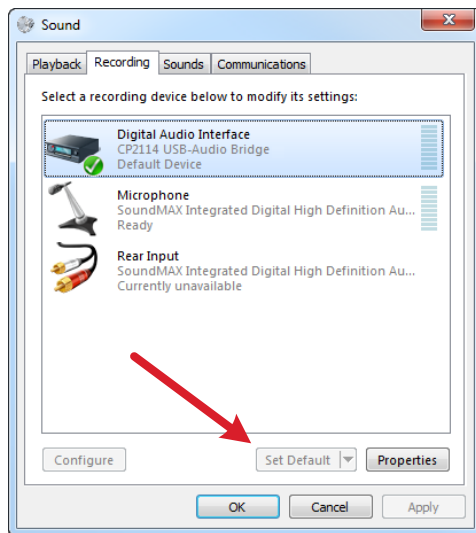 Sound
Playback Recording Sounds Communications
Select a recording device below to modify its settings:
Digital Audio Interface
CP2114 USB-Audio Bridge
Default Device
Microphone
SoundMAX Integrated Digital High Definition Au...
Ready
Rear Input
SoundMAX Integrated Digital High Definition Au...
Currently unavailable
Configure Set Default Properties
OK Cancel Apply